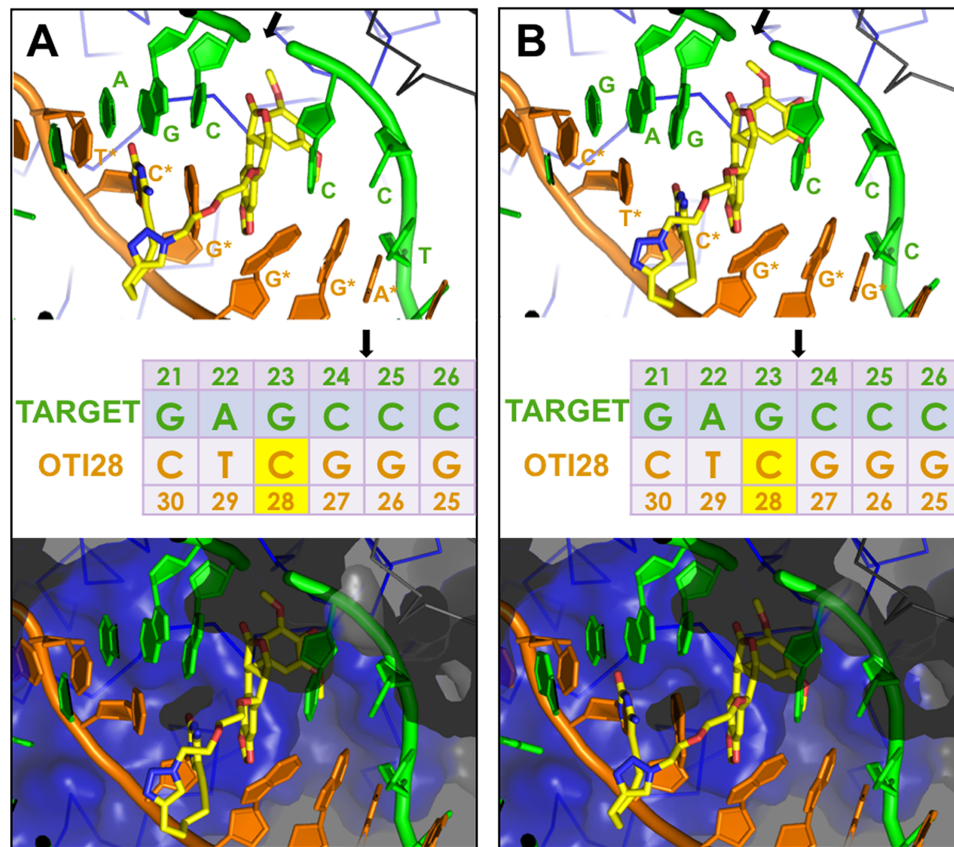 A
A
G
C
T*
C*
C
C
G*
T
G*
G*
A*
21 22 23 24 25 26
TARGET G A G C C C
OTI28 C T C G G G
30 29 28 27 26 25
B
G
A
G
C*
T*
C
C
C*
C
G*
G*
G*
21 22 23 24 25 26
TARGET G A G C C C
OTI28 C T C G G G
30 29 28 27 26 25